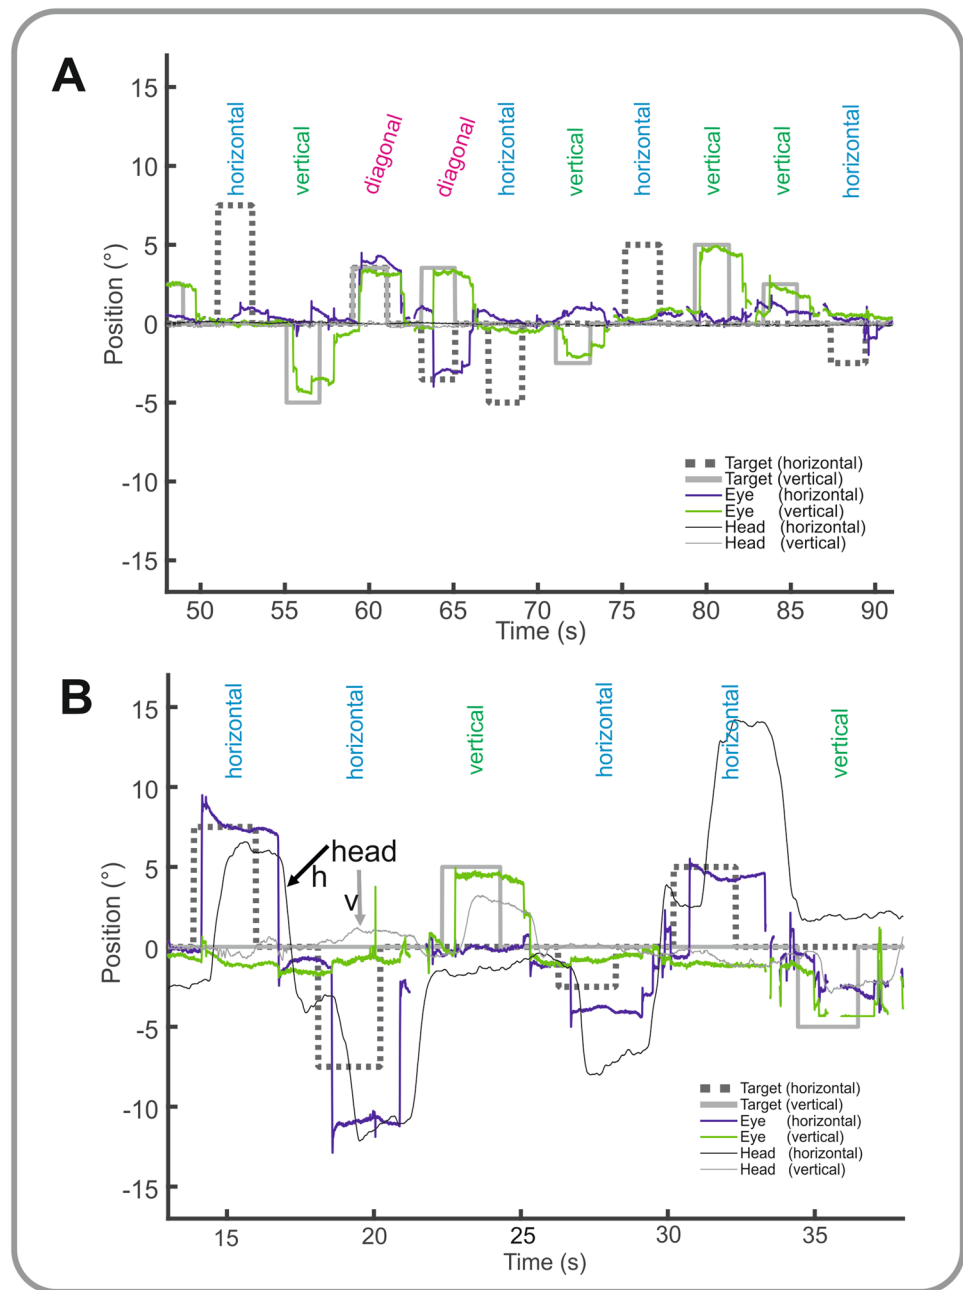 A
horizontal
vertical
diagonal
diagonal
horizontal
vertical
horizontal
vertical
vertical
horizontal
15
10
5
0
-5
-10
-15
Position (°)
Target (horizontal)
Target (vertical)
Eye (horizontal)
Eye (vertical)
Head (horizontal)
Head (vertical)
50 55 60 65 70 75 80 85 90
Time (s)
B
horizontal
horizontal
vertical
horizontal
horizontal
vertical
15
10
5
0
-5
-10
-15
Position (°)
head
h
v
Target (horizontal)
Target (vertical)
Eye (horizontal)
Eye (vertical)
Head (horizontal)
Head (vertical)
15 20 25 30 35
Time (s)